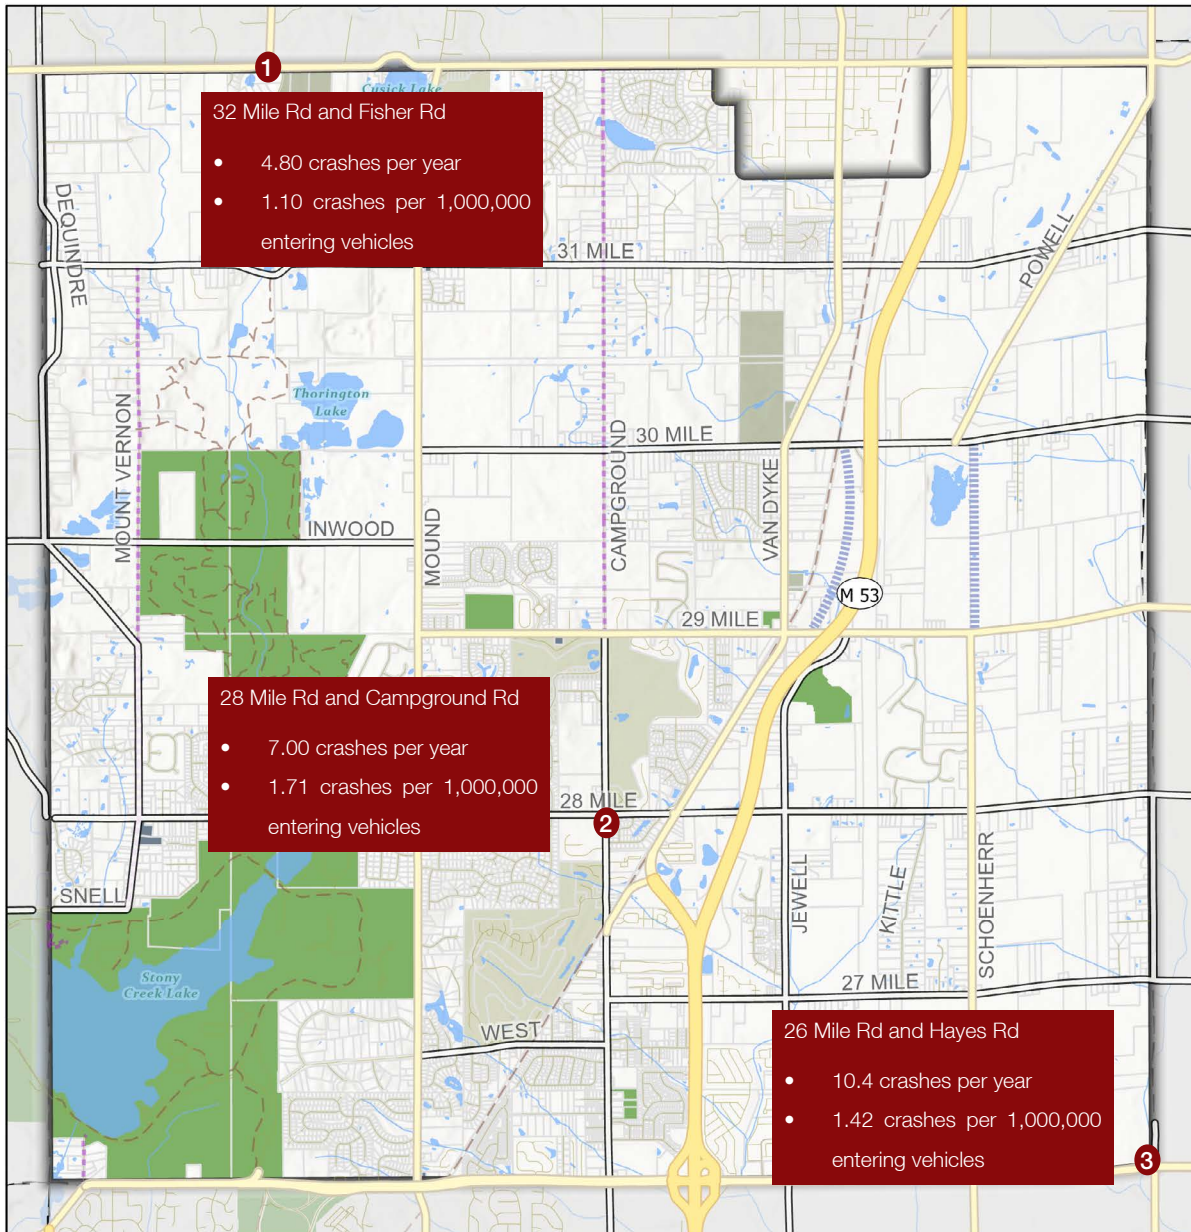 1
Cusick Lake
32 Mile Rd and Fisher Rd
• 4.80 crashes per year
• 1.10 crashes per 1,000,000
entering vehicles
DEQUINDRE
31 MILE
POWELL
Thorington
Lake
MOUNT VERNON
30 MILE
CAMPGROUND
VAN DYKE
INWOOD
MOUND
M 53
29 MILE
28 Mile Rd and Campground Rd
• 7.00 crashes per year
• 1.71 crashes per 1,000,000
entering vehicles
28 MILE
2
SNELL
JEWELL
KITTLE
SCHOENHERR
Stony
Creek Lake
27 MILE
WEST
26 Mile Rd and Hayes Rd
• 10.4 crashes per year
• 1.42 crashes per 1,000,000
entering vehicles
3